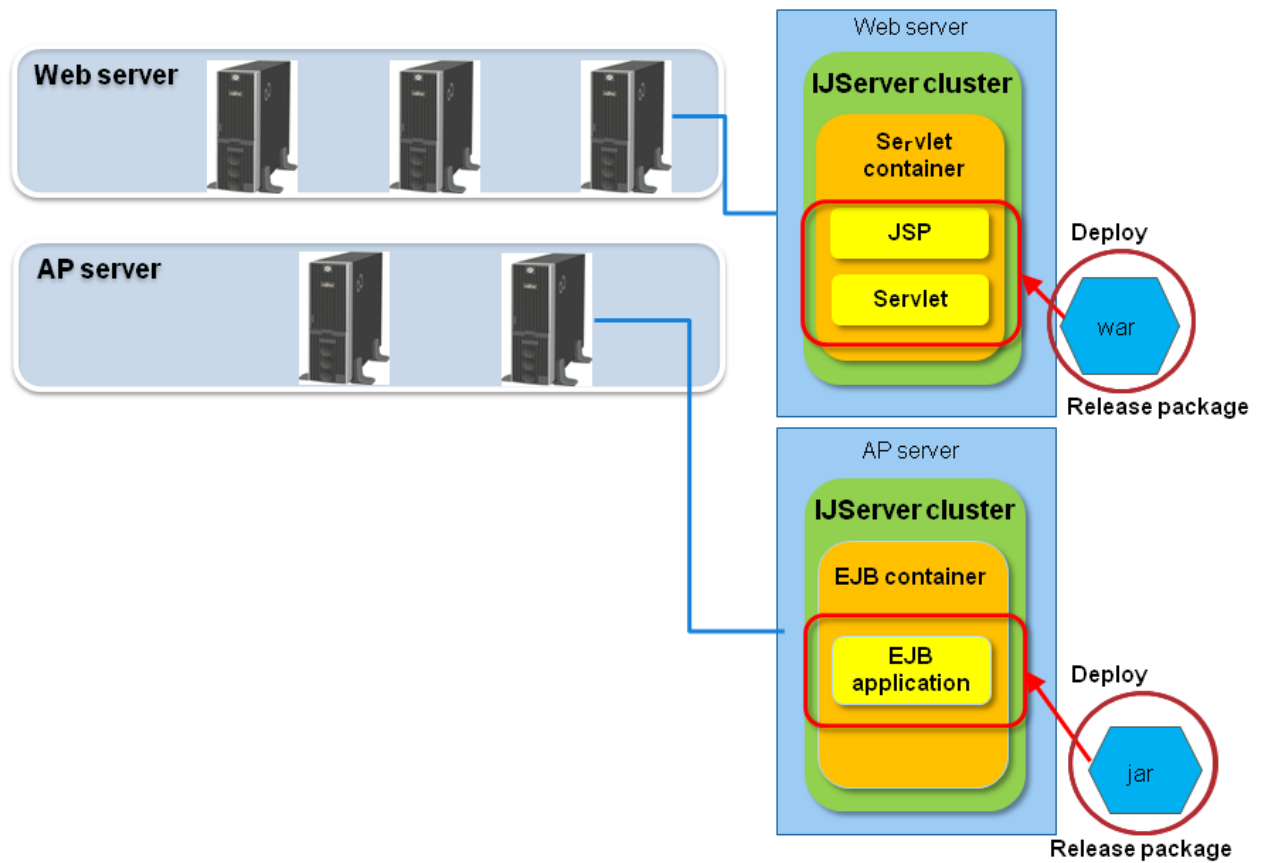 Web server
AP server
Web server
IJServer cluster
Servlet
container
JSP
Servlet
Deploy
war
Release package
AP server
IJServer cluster
EJB container
EJB
application
Deploy
jar
Release package